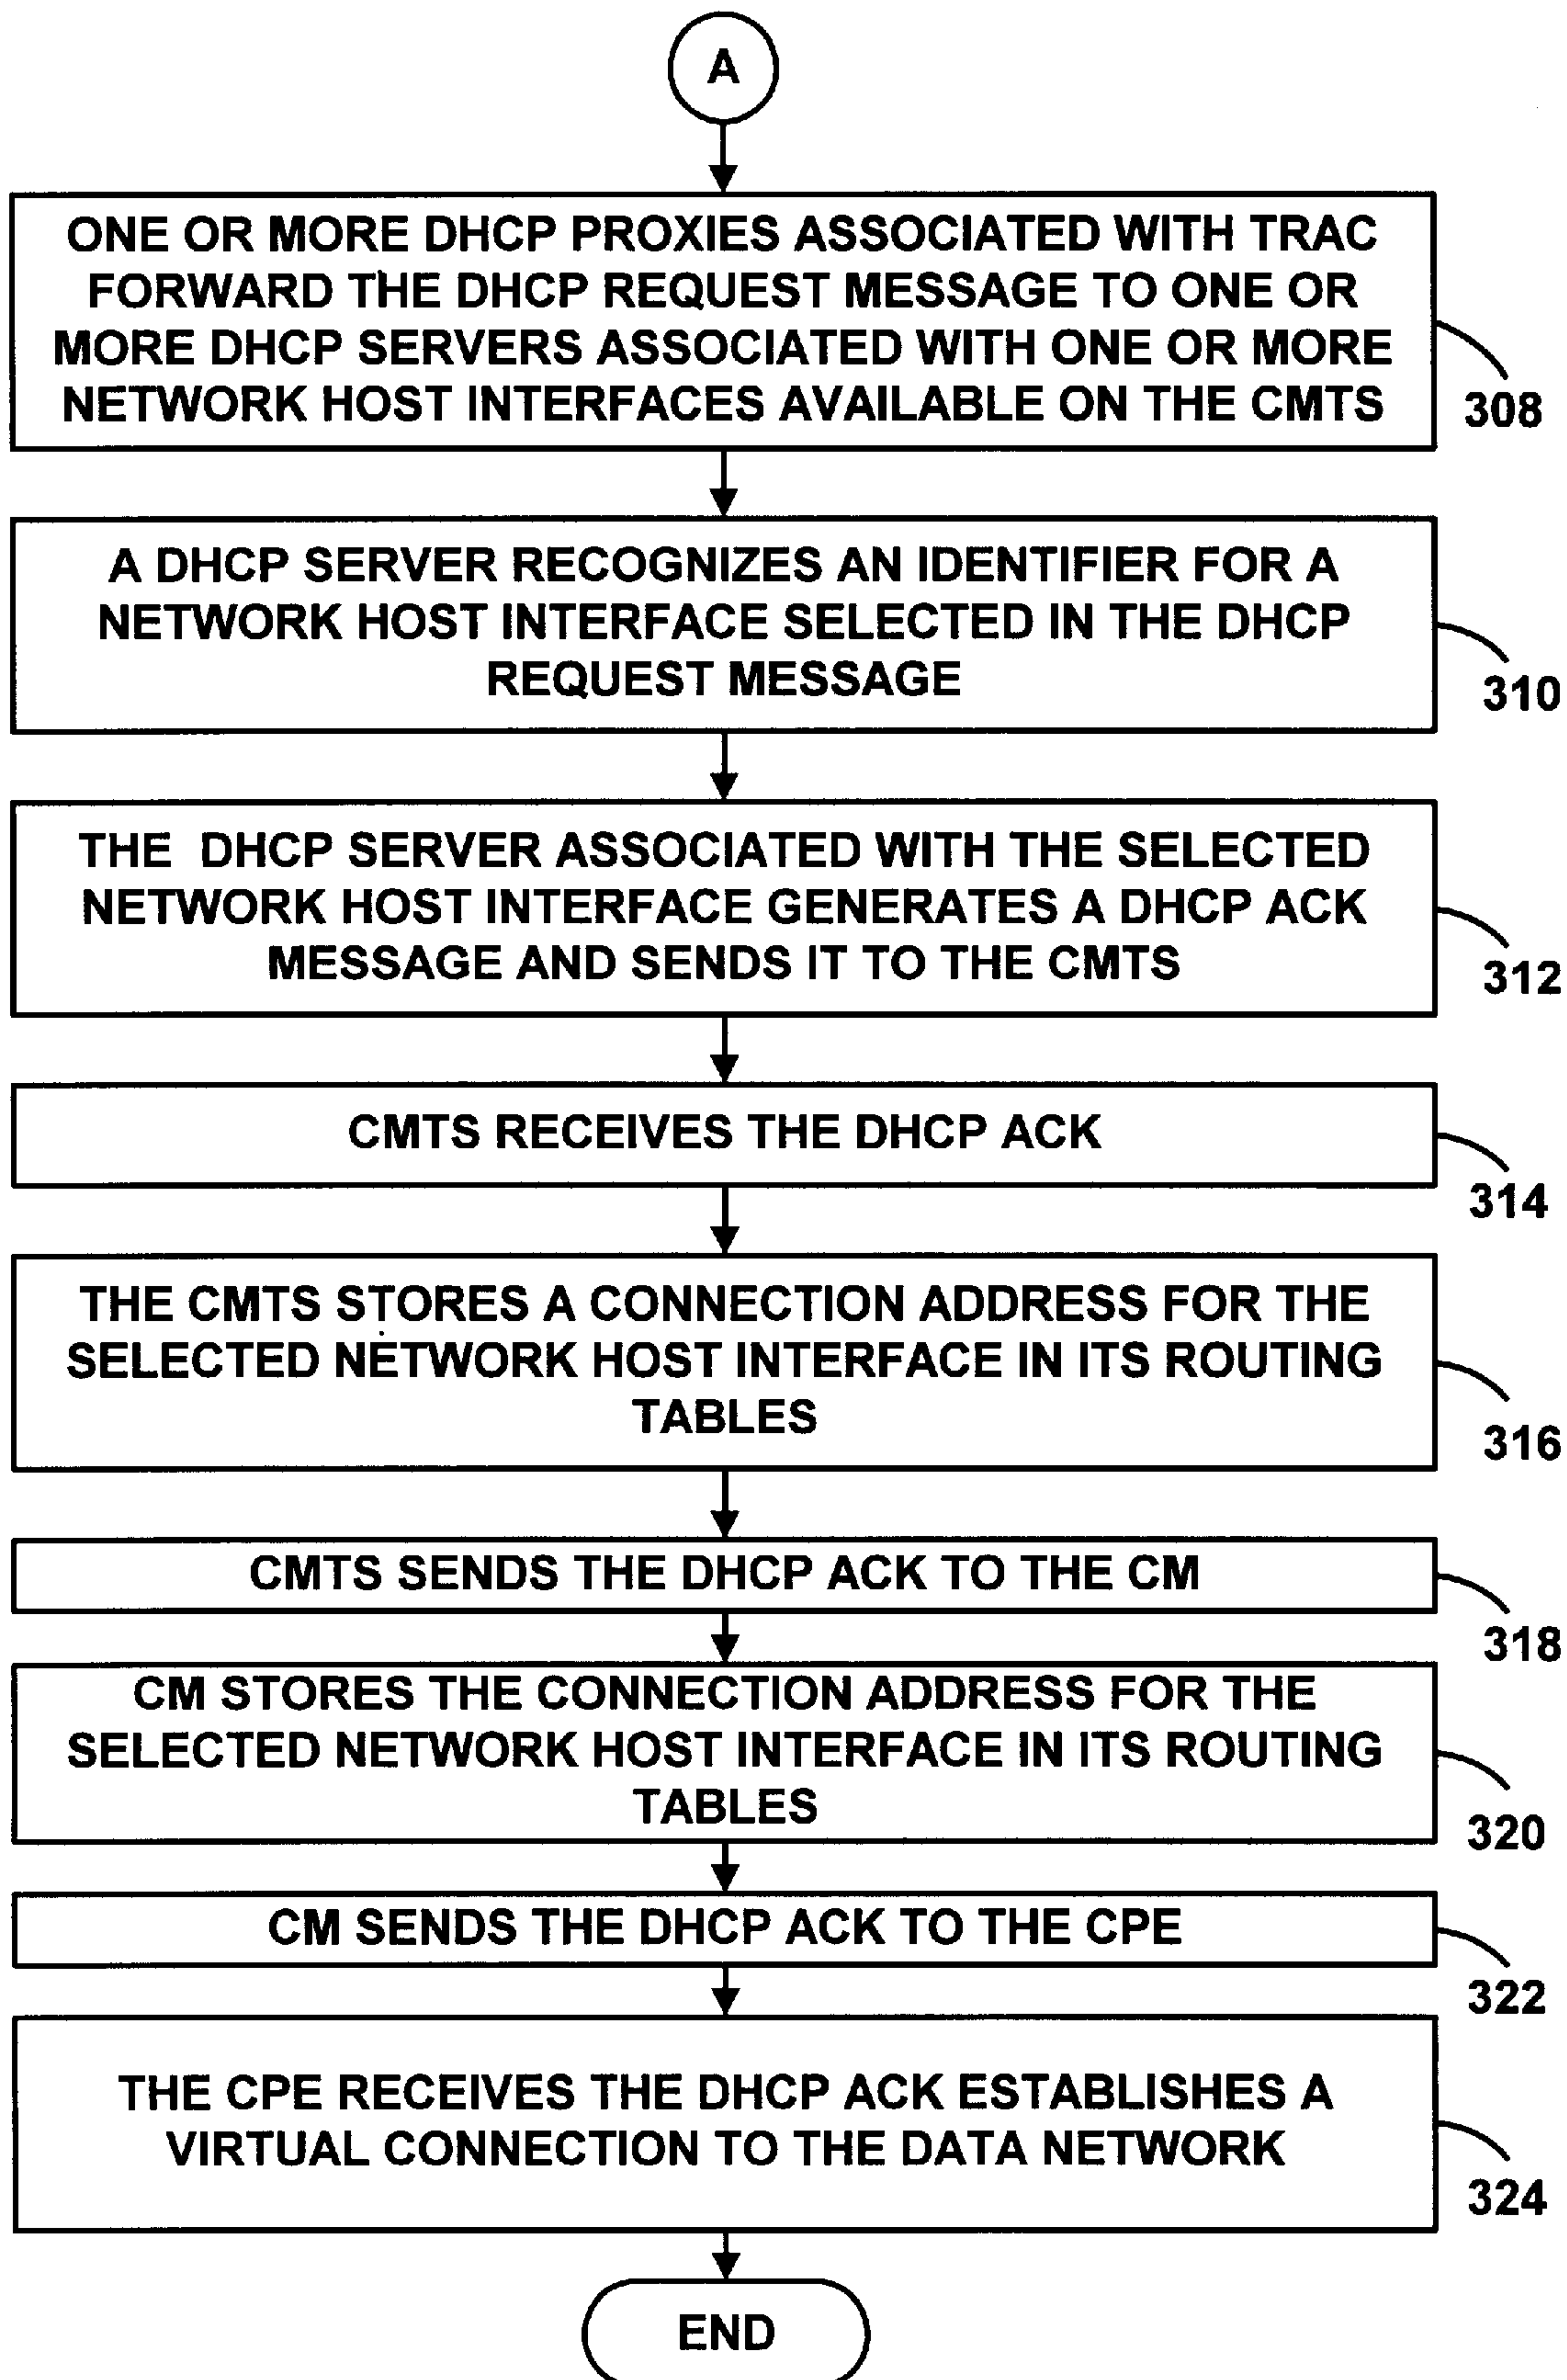 A
ONE OR MORE DHCP PROXIES ASSOCIATED WITH TRAC
FORWARD THE DHCP REQUEST MESSAGE TO ONE OR
MORE DHCP SERVERS ASSOCIATED WITH ONE OR MORE
NETWORK HOST INTERFACES AVAILABLE ON THE CMTS
308
A DHCP SERVER RECOGNIZES AN IDENTIFIER FOR A
NETWORK HOST INTERFACE SELECTED IN THE DHCP
REQUEST MESSAGE
310
THE DHCP SERVER ASSOCIATED WITH THE SELECTED
NETWORK HOST INTERFACE GENERATES A DHCP ACK
MESSAGE AND SENDS IT TO THE CMTS
312
CMTS RECEIVES THE DHCP ACK
314
THE CMTS STORES A CONNECTION ADDRESS FOR THE
SELECTED NETWORK HOST INTERFACE IN ITS ROUTING
TABLES
316
CMTS SENDS THE DHCP ACK TO THE CM
318
CM STORES THE CONNECTION ADDRESS FOR THE
SELECTED NETWORK HOST INTERFACE IN ITS ROUTING
TABLES
320
CM SENDS THE DHCP ACK TO THE CPE
322
THE CPE RECEIVES THE DHCP ACK ESTABLISHES A
VIRTUAL CONNECTION TO THE DATA NETWORK
324
END